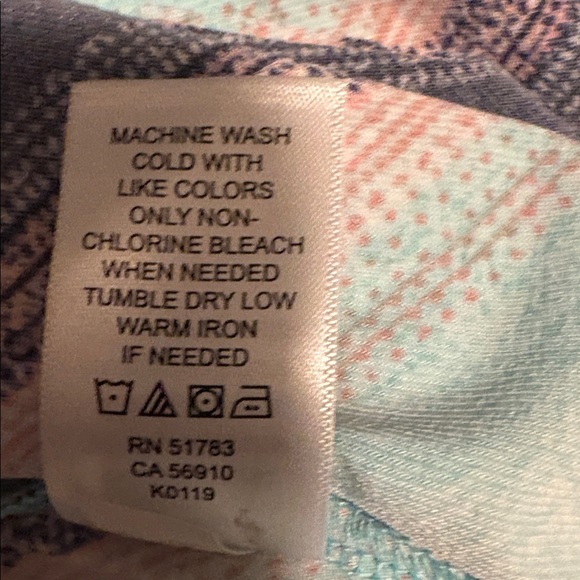 MACHINE WASH
COLD WITH
LIKE COLORS
ONLY NON-
CHLORINE BLEACH
WHEN NEEDED
TUMBLE DRY LOW
WARM IRON
IF NEEDED
RN 51783
CA 56910
K0119